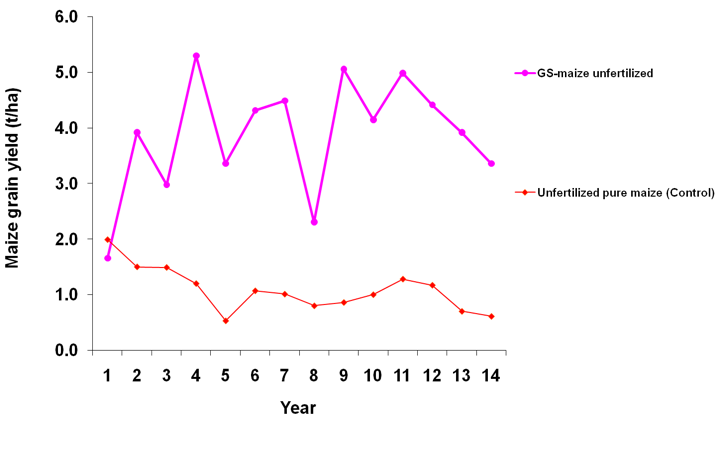 Maize grain yield (t/ha)
6.0
5.0
4.0
3.0
2.0
1.0
0.0
1 2 3 4 5 6 7 8 9 10 11 12 13 14
Year
GS-maize unfertilized
Unfertilized pure maize (Control)